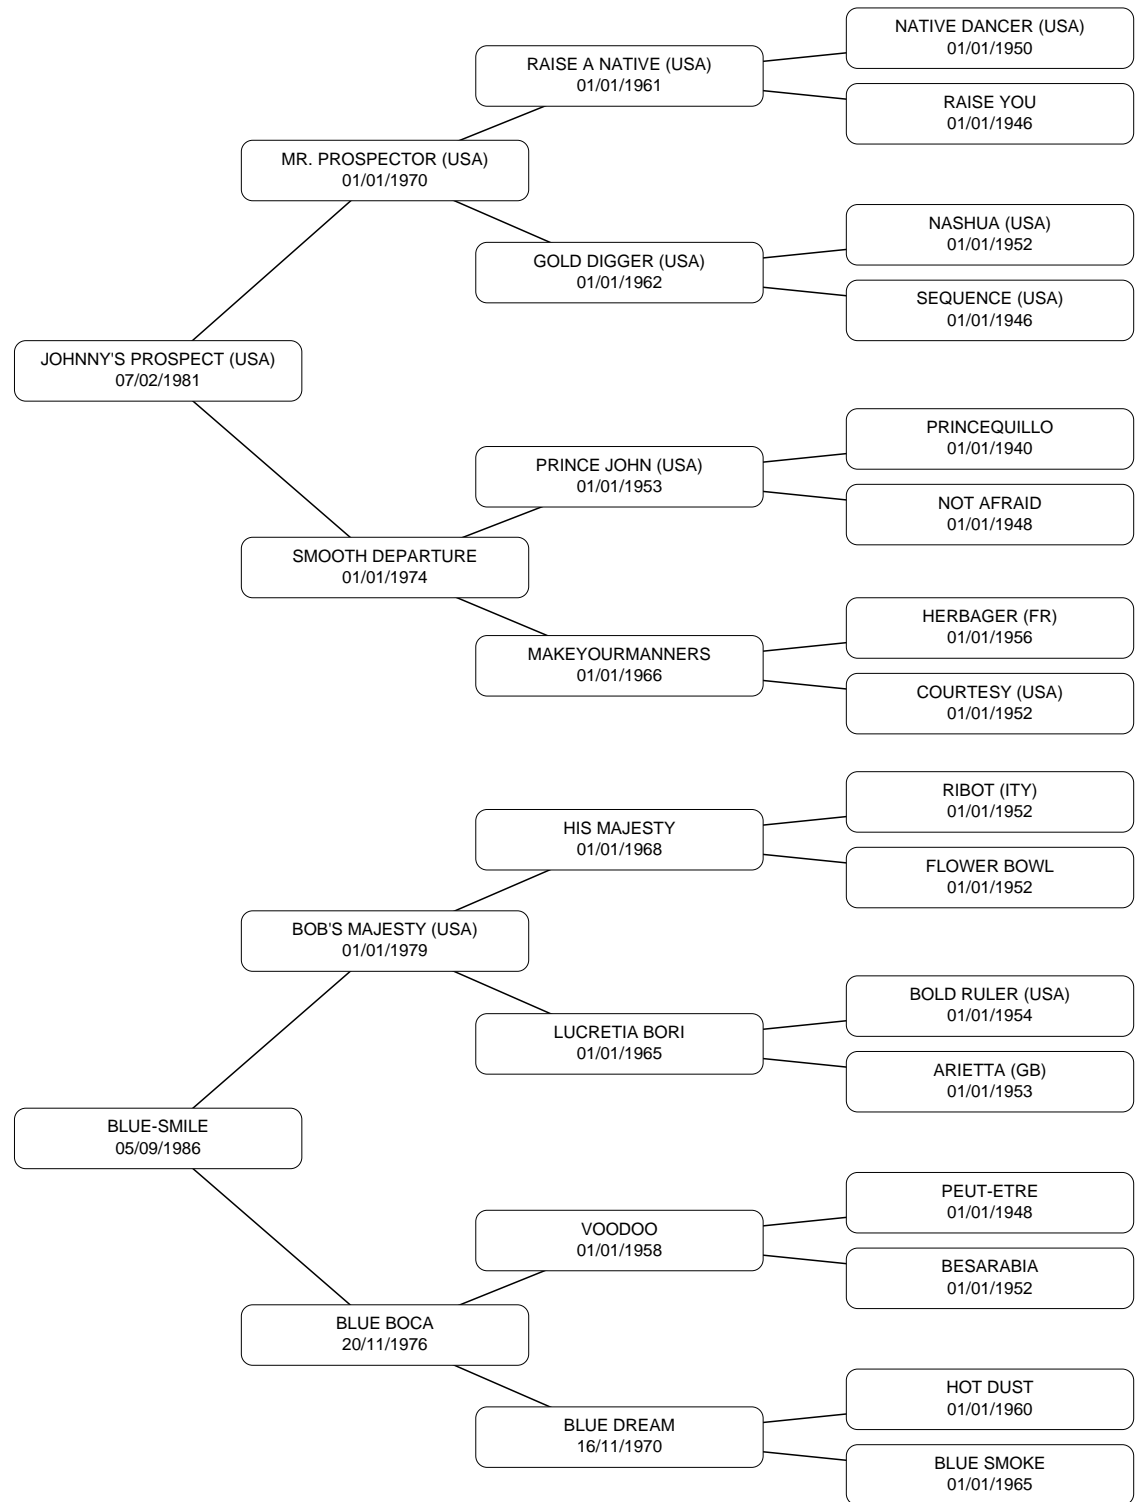 NATIVE DANCER (USA)
01/01/1950
RAISE A NATIVE (USA)
01/01/1961
RAISE YOU
01/01/1946
MR. PROSPECTOR (USA)
01/01/1970
NASHUA (USA)
01/01/1952
GOLD DIGGER (USA)
01/01/1962
SEQUENCE (USA)
01/01/1946
JOHNNY'S PROSPECT (USA)
07/02/1981
PRINCEQUILLO
01/01/1940
PRINCE JOHN (USA)
01/01/1953
NOT AFRAID
01/01/1948
SMOOTH DEPARTURE
01/01/1974
HERBAGER (FR)
01/01/1956
MAKEYOURMANNERS
01/01/1966
COURTESY (USA)
01/01/1952
RIBOT (ITY)
01/01/1952
HIS MAJESTY
01/01/1968
FLOWER BOWL
01/01/1952
BOB'S MAJESTY (USA)
01/01/1979
BOLD RULER (USA)
01/01/1954
LUCRETIA BORI
01/01/1965
ARIETTA (GB)
01/01/1953
BLUE-SMILE
05/09/1986
PEUT-ETRE
01/01/1948
VOODOO
01/01/1958
BESARABIA
01/01/1952
BLUE BOCA
20/11/1976
HOT DUST
01/01/1960
BLUE DREAM
16/11/1970
BLUE SMOKE
01/01/1965